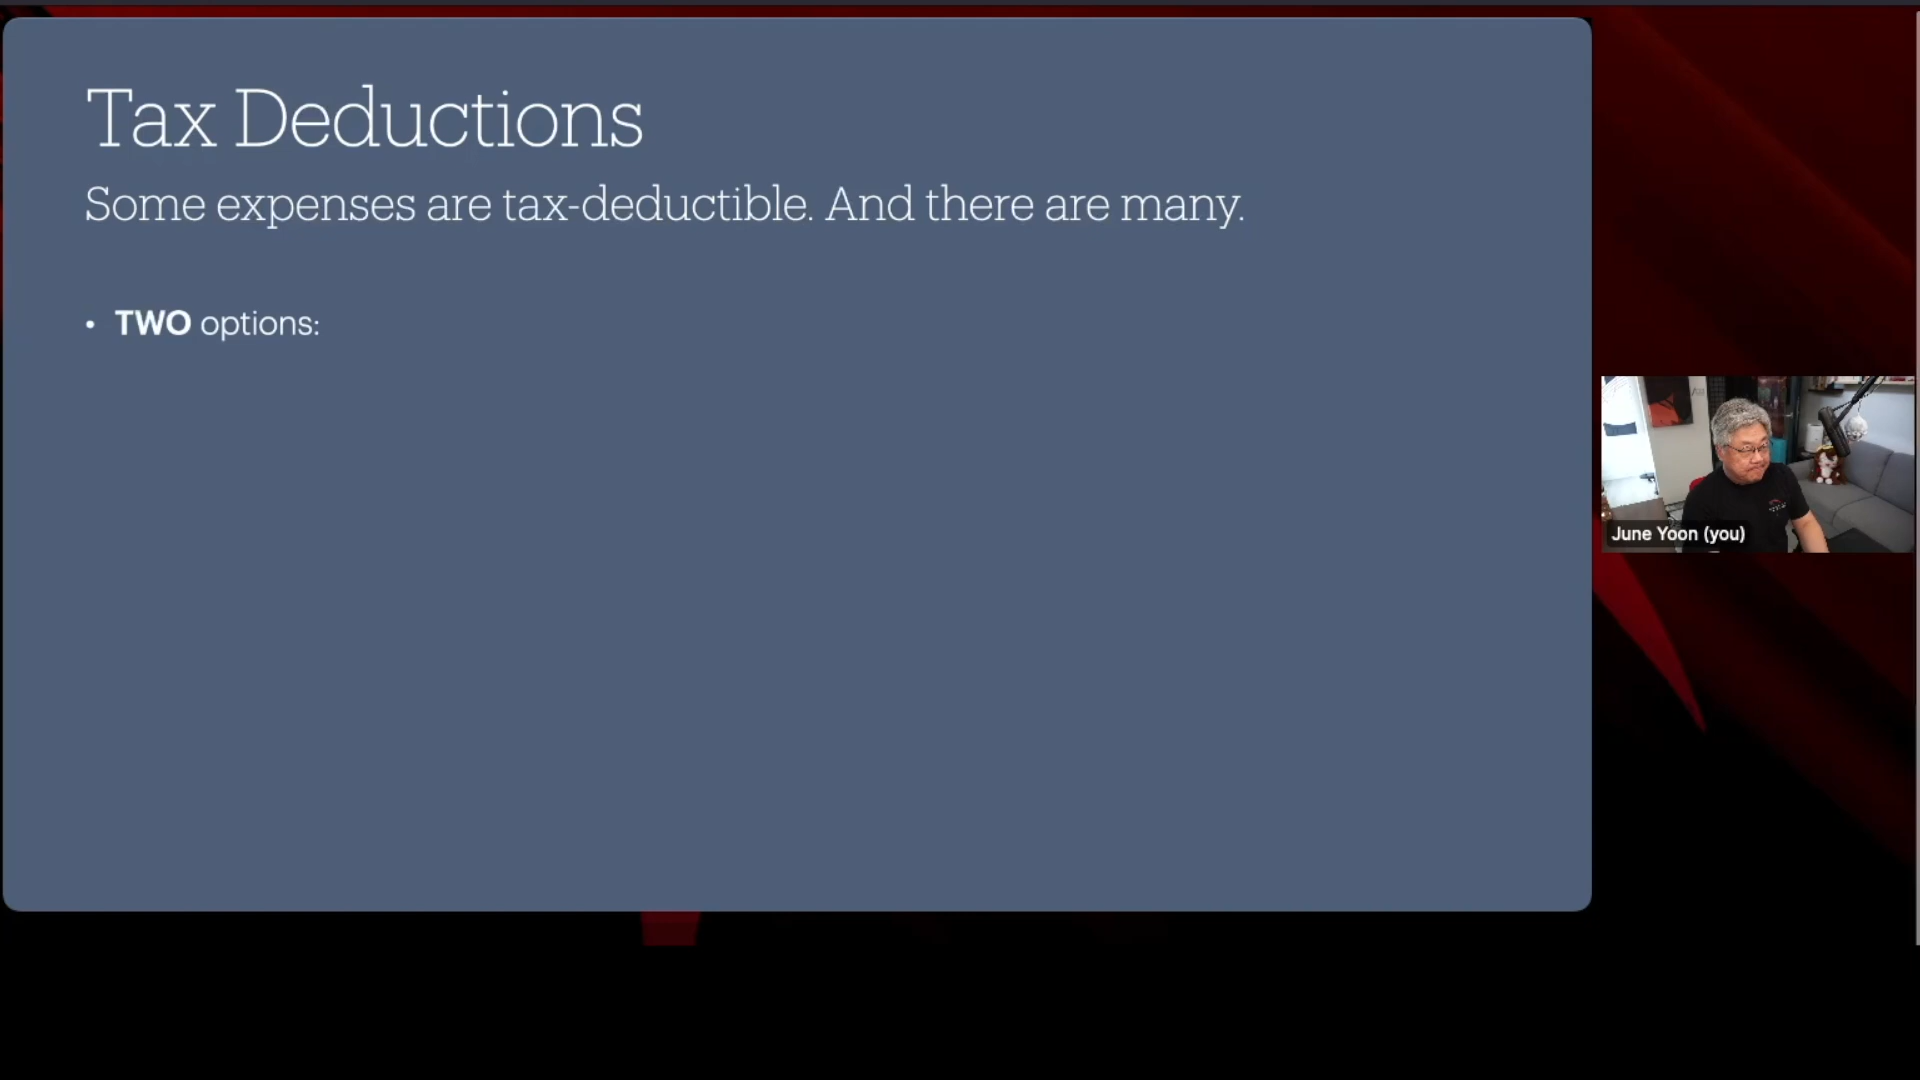 Tax Deductions
Some expenses are tax-deductible. And there are many.
• TWO options:
June Yoon (you)